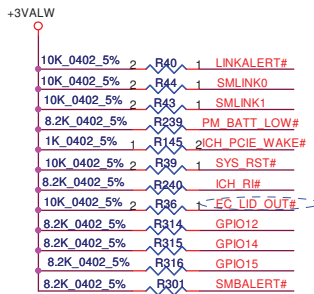 +3VALW
10K_0402_5% 2 R40 1 LINKALERT#
10K_0402_5% 2 R44 1 SMLINK0
10K_0402_5% 2 R43 1 SMLINK1
8.2K_0402_5% R239 PM_BATT_LOW#
1K_0402_5% 1 R145 2 ICH_PCIE_WAKE#
10K_0402_5% 2 R39 1 SYS_RST#
8.2K_0402_5% R240 ICH_RI#
10K_0402_5% 2 R36 1 EC_LID_OUT#
8.2K_0402_5% R314 GPIO12
8.2K_0402_5% R315 GPIO14
8.2K_0402_5% R316 GPIO15
8.2K_0402_5% R301 SMBALERT#